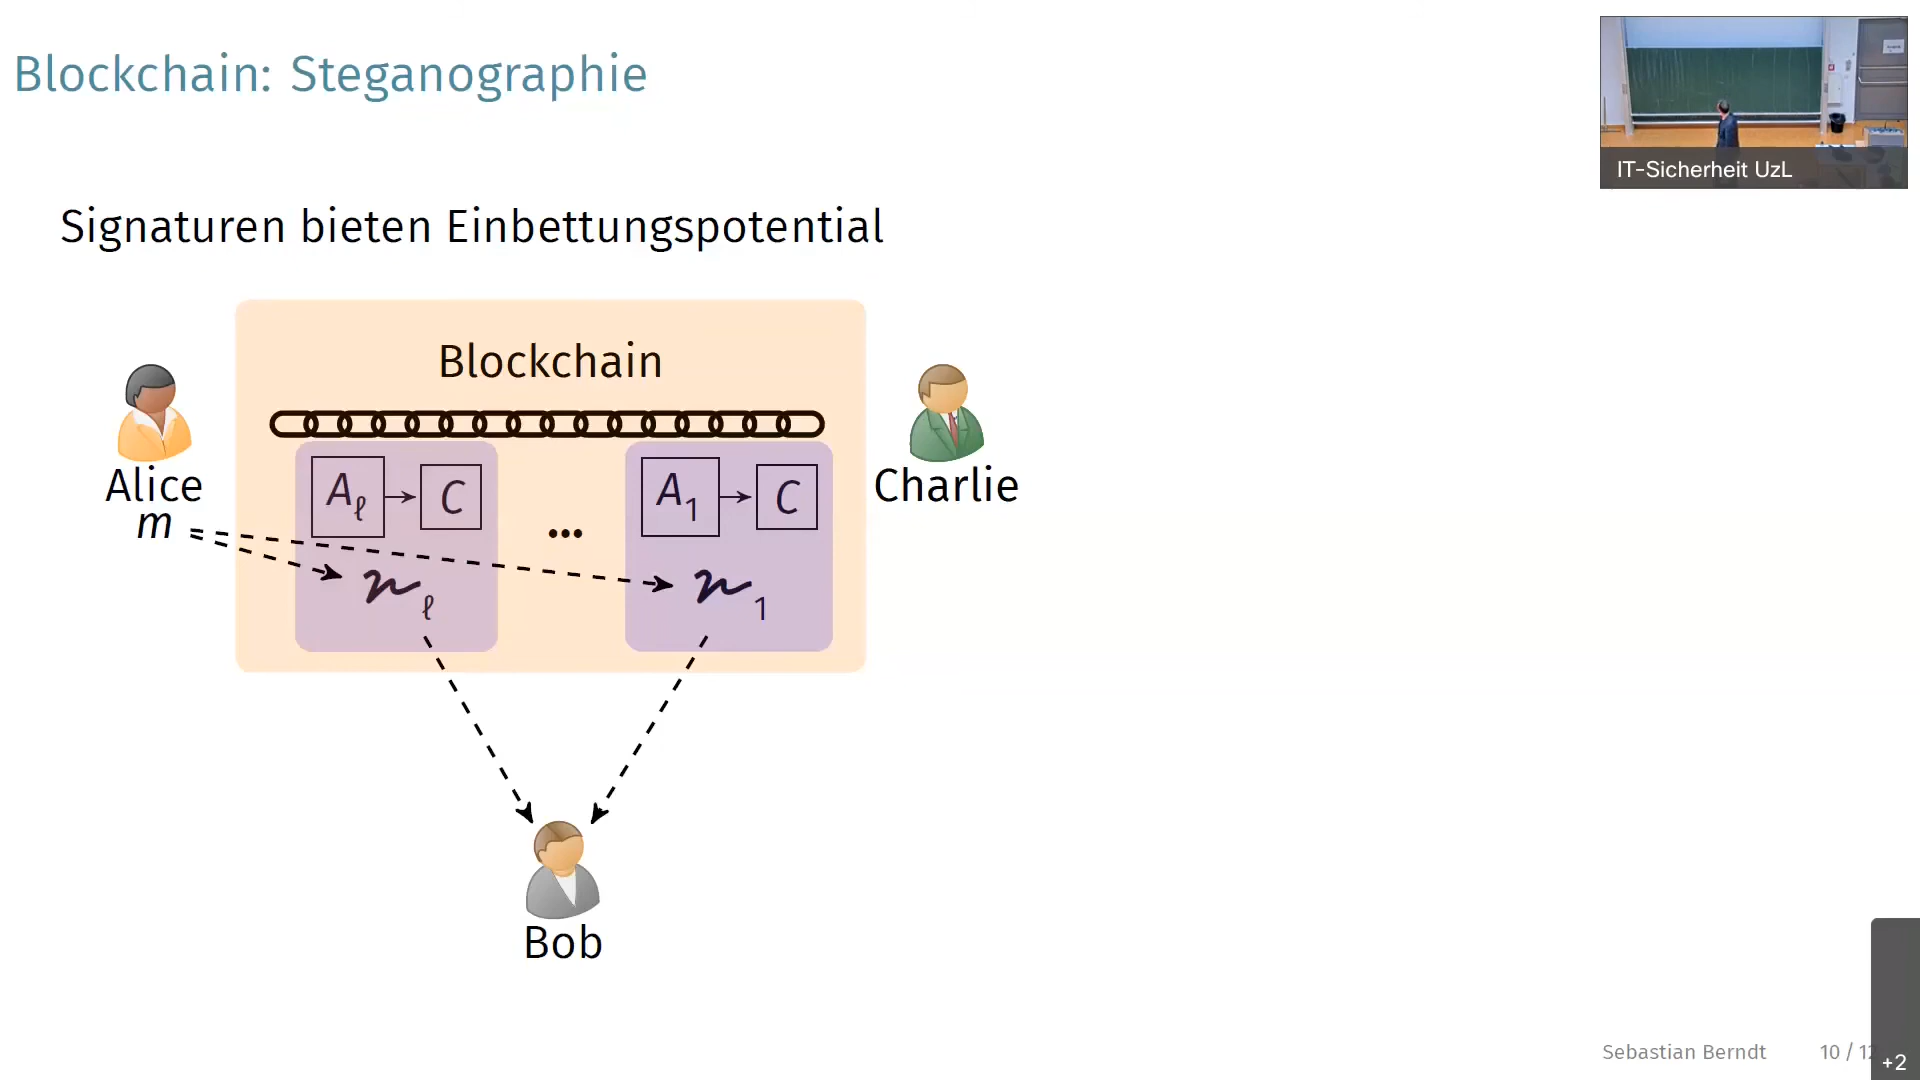 Blockchain: Steganographie
IT-Sicherheit UzL
Signaturen bieten Einbettungspotential
Blockchain
Alice
m
Charlie
Aℓ C ... A1 C
ℓ
1
Bob
Sebastian Berndt 10 /
+2